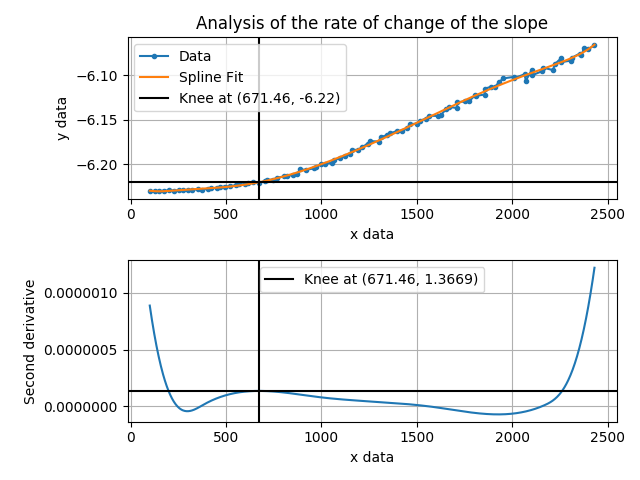 Analysis of the rate of change of the slope
Data
Spline Fit
Knee at (671.46, -6.22)
y data
−6.10
−6.15
−6.20
0
500
1000
1500
2000
2500
x data
Knee at (671.46, 1.3669)
Second derivative
0.0000010
0.0000005
0.0000000
0
500
1000
1500
2000
2500
x data